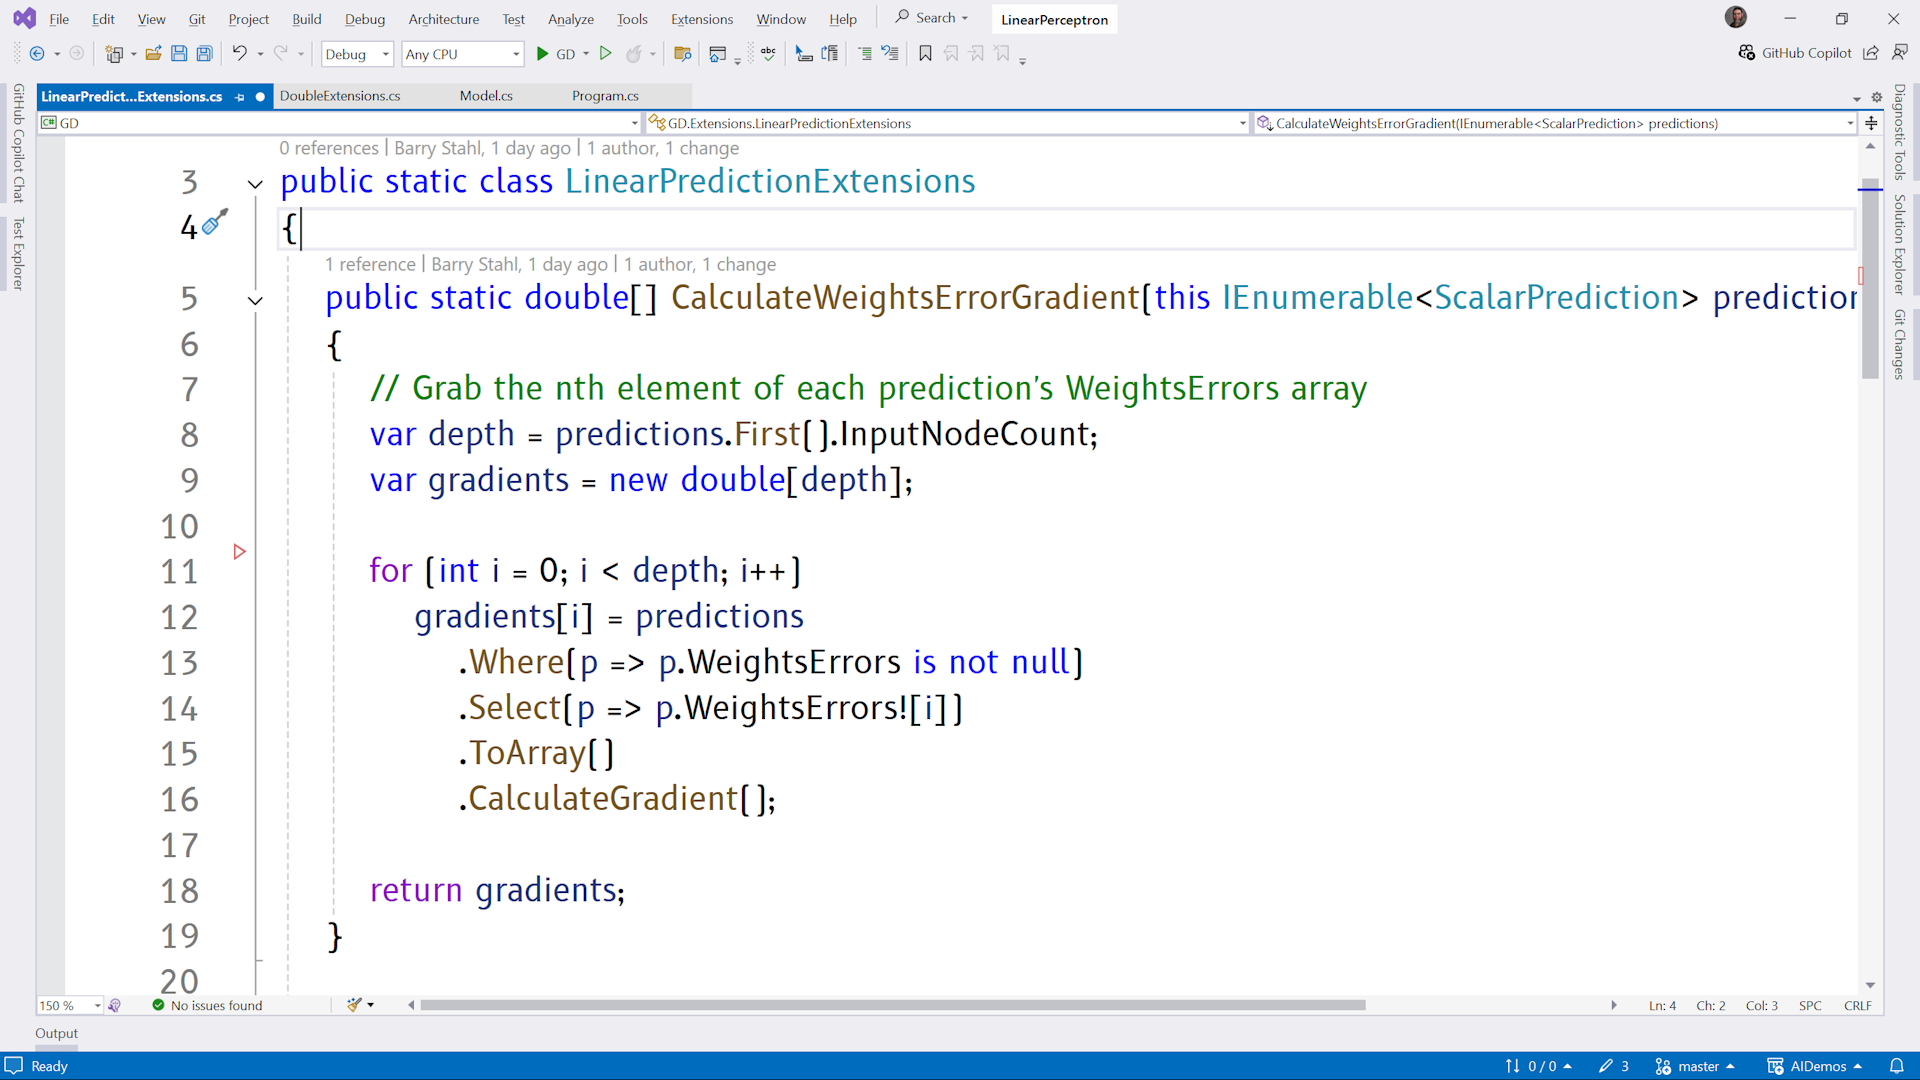 File Edit View Git Project Build Debug Architecture Test Analyze Tools Extensions Window Help Search LinearPerceptron
Debug Any CPU GD abc GitHub Copilot
LinearPredict...Extensions.cs DoubleExtensions.cs Model.cs Program.cs
C# GD GD.Extensions.LinearPredictionExtensions CalculateWeightsErrorGradient(IEnumerable<ScalarPrediction> predictions)
GitHub Copilot Chat
Test Explorer
Diagnostic Tools
Solution Explorer
Git Changes
0 references | Barry Stahl, 1 day ago | 1 author, 1 change
3 public static class LinearPredictionExtensions
4 {
1 reference | Barry Stahl, 1 day ago | 1 author, 1 change
5 public static double[] CalculateWeightsErrorGradient(this IEnumerable<ScalarPrediction> prediction
6 {
7 // Grab the nth element of each prediction's WeightsErrors array
8 var depth = predictions.First().InputNodeCount;
9 var gradients = new double[depth];
10
11 for (int i = 0; i < depth; i++)
12 gradients[i] = predictions
13 .Where(p => p.WeightsErrors is not null)
14 .Select(p => p.WeightsErrors![i])
15 .ToArray()
16 .CalculateGradient();
17
18 return gradients;
19 }
20
150 % No issues found Ln: 4 Ch: 2 Col: 3 SPC CRLF
Output
Ready 0 / 0 3 master AIDemos